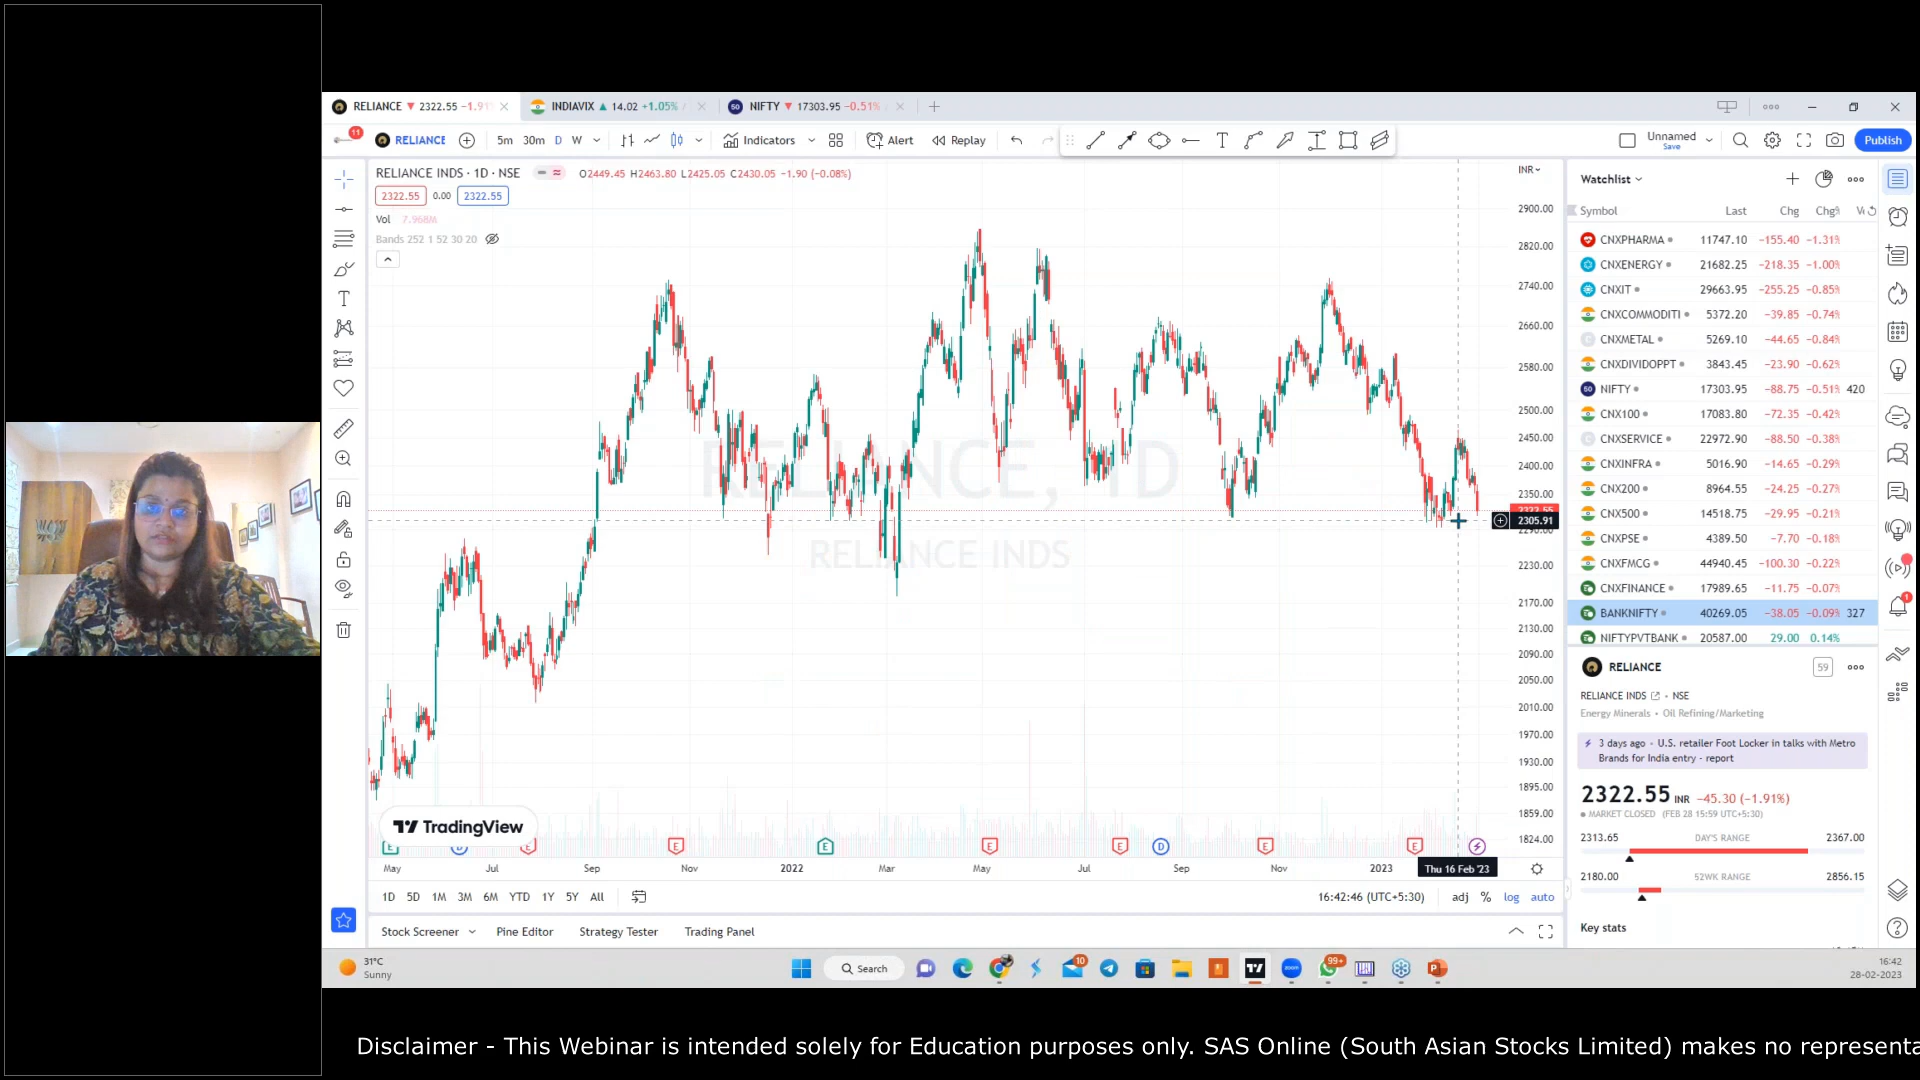 RELIANCE ▼ 2322.55 −1.91%
INDIAVIX ▲ 14.02 +1.05%
NIFTY ▼ 17303.95 −0.51%
11
RELIANCE
5m 30m D W
Indicators
Alert
Replay
Unnamed
Save
Publish
RELIANCE INDS · 1D · NSE
O2449.45 H2463.80 L2425.05 C2430.05 −1.90 (−0.08%)
2322.55 0.00 2322.55
Vol 7.968M
Bands 252 1 52 30 20
RELIANCE, 1D
RELIANCE INDS
INR
2900.00
2820.00
2740.00
2660.00
2580.00
2500.00
2450.00
2400.00
2350.00
2322.55
2305.91
2290.00
2230.00
2170.00
2130.00
2090.00
2050.00
2010.00
1970.00
1930.00
1895.00
1859.00
1824.00
TradingView
E D E E E E E D E E
May Jul Sep Nov 2022 Mar May Jul Sep Nov 2023 Thu 16 Feb '23
1D 5D 1M 3M 6M YTD 1Y 5Y All
16:42:46 (UTC+5:30) adj % log auto
Stock Screener Pine Editor Strategy Tester Trading Panel
Watchlist
Symbol Last Chg Chg%
CNXPHARMA 11747.10 −155.40 −1.31%
CNXENERGY 21682.25 −218.35 −1.00%
CNXIT 29663.95 −255.25 −0.85%
CNXCOMMODITI 5372.20 −39.85 −0.74%
CNXMETAL 5269.10 −44.65 −0.84%
CNXDIVIDOPPT 3843.45 −23.90 −0.62%
NIFTY 17303.95 −88.75 −0.51% 420
CNX100 17083.80 −72.35 −0.42%
CNXSERVICE 22972.90 −88.50 −0.38%
CNXINFRA 5016.90 −14.65 −0.29%
CNX200 8964.55 −24.25 −0.27%
CNX500 14518.75 −29.95 −0.21%
CNXPSE 4389.50 −7.70 −0.18%
CNXFMCG 44940.45 −100.30 −0.22%
CNXFINANCE 17989.65 −11.75 −0.07%
BANKNIFTY 40269.05 −38.05 −0.09% 327
NIFTYPVTBANK 20587.00 29.00 0.14%
RELIANCE 59
RELIANCE INDS · NSE
Energy Minerals · Oil Refining/Marketing
3 days ago · U.S. retailer Foot Locker in talks with Metro
Brands for India entry - report
2322.55 INR −45.30 (−1.91%)
MARKET CLOSED (FEB 28 15:59 UTC+5:30)
2313.65 DAY'S RANGE 2367.00
2180.00 52WK RANGE 2856.15
Key stats
31°C
Sunny
Search
10
99+
16:42
28-02-2023
Disclaimer - This Webinar is intended solely for Education purposes only. SAS Online (South Asian Stocks Limited) makes no representa